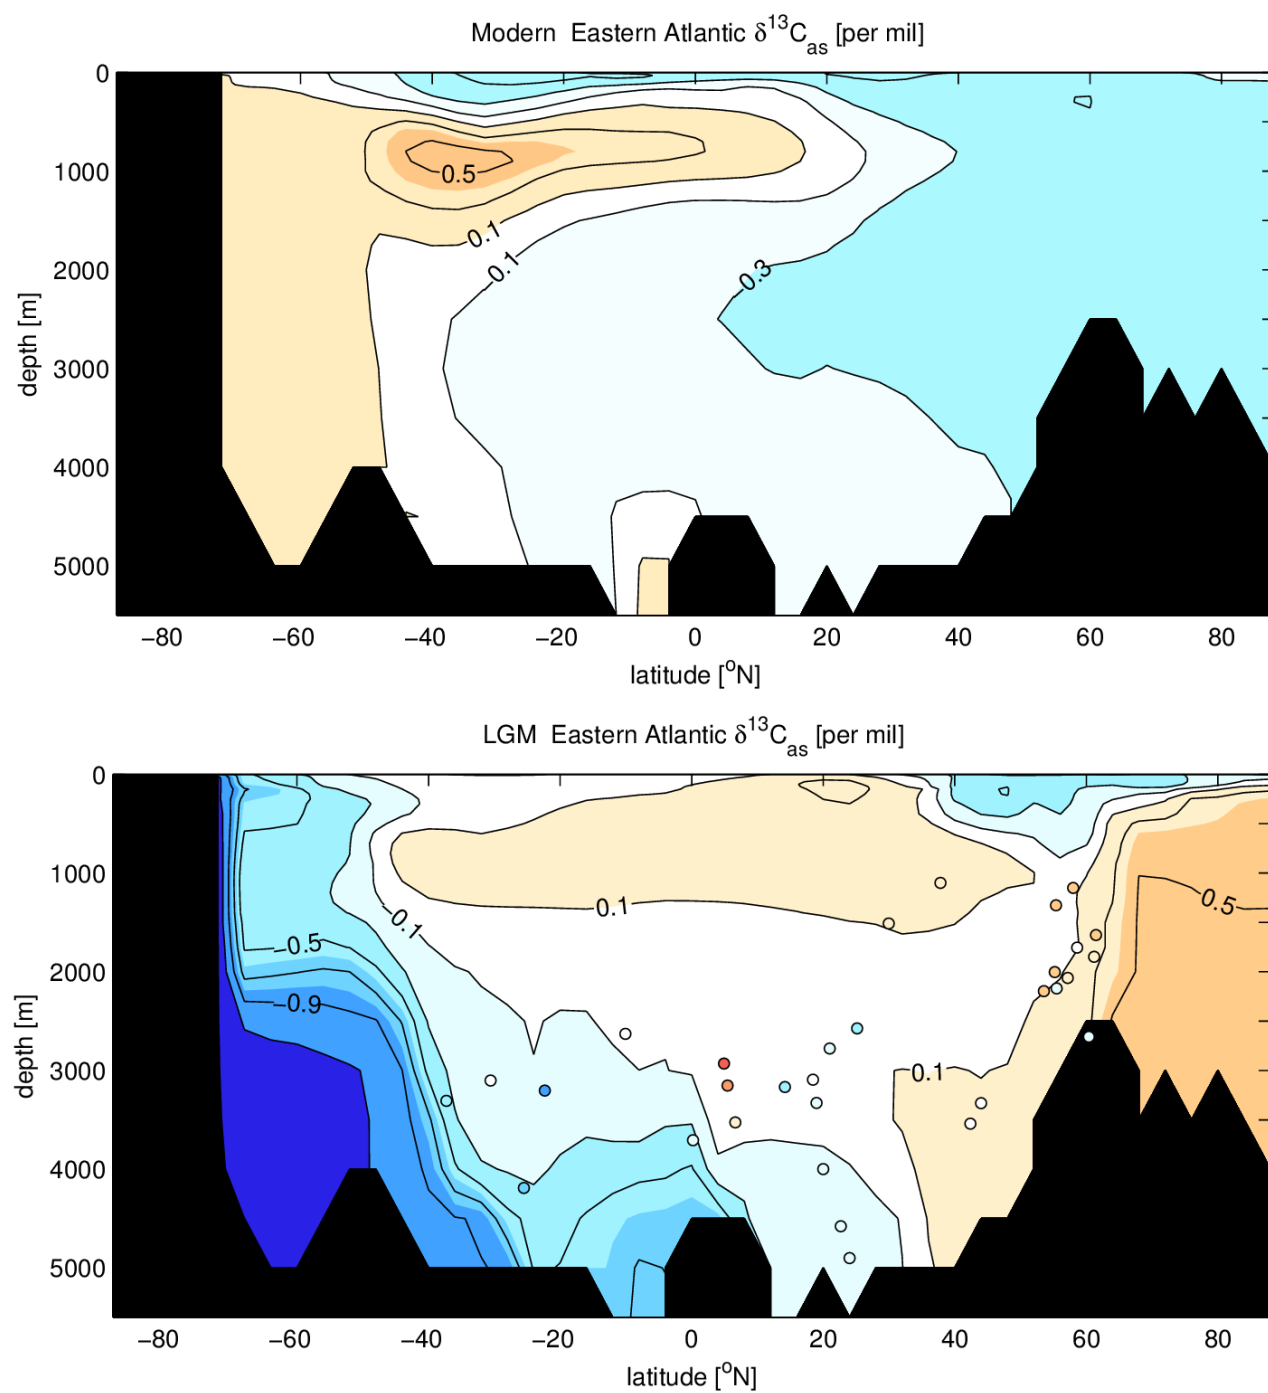 Modern Eastern Atlantic δ13Cas [per mil]
0
1000
2000
3000
4000
5000
depth [m]
0.5
0.1
−0.1
−0.3
−80 −60 −40 −20 0 20 40 60 80
latitude [oN]
LGM Eastern Atlantic δ13Cas [per mil]
0
1000
2000
3000
4000
5000
depth [m]
−0.1
0.1
0.5
−0.5
−0.9
0.1
−80 −60 −40 −20 0 20 40 60 80
latitude [oN]